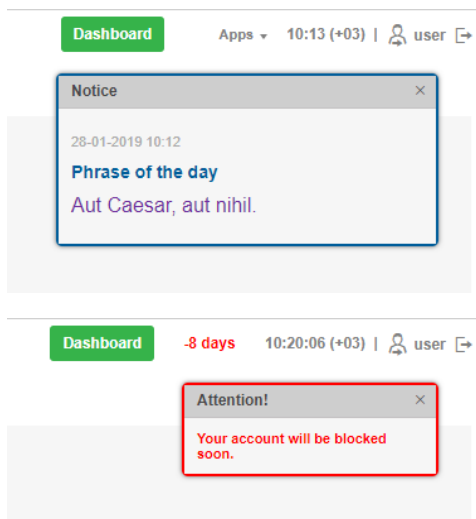 Dashboard Apps 10:13 (+03) | user
Notice ×
28-01-2019 10:12
Phrase of the day
Aut Caesar, aut nihil.
Dashboard -8 days 10:20:06 (+03) | user
Attention! ×
Your account will be blocked
soon.